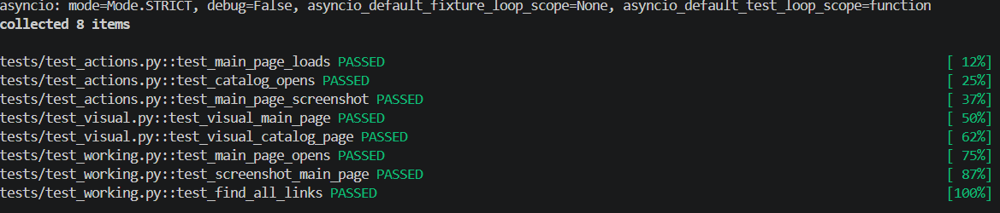 asyncio: mode=Mode.STRICT, debug=False, asyncio_default_fixture_loop_scope=None, asyncio_default_test_loop_scope=function
collected 8 items
tests/test_actions.py::test_main_page_loads PASSED [ 12%]
tests/test_actions.py::test_catalog_opens PASSED [ 25%]
tests/test_actions.py::test_main_page_screenshot PASSED [ 37%]
tests/test_visual.py::test_visual_main_page PASSED [ 50%]
tests/test_visual.py::test_visual_catalog_page PASSED [ 62%]
tests/test_working.py::test_main_page_opens PASSED [ 75%]
tests/test_working.py::test_screenshot_main_page PASSED [ 87%]
tests/test_working.py::test_find_all_links PASSED [100%]